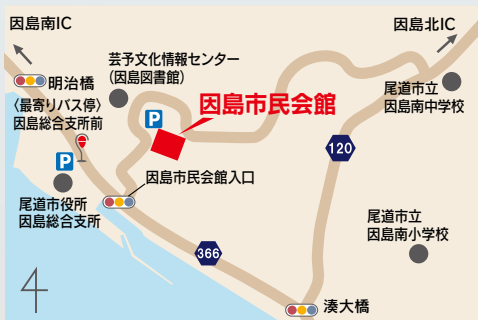 因島南IC
因島北IC
芸予文化情報センター
（因島図書館）
明治橋
尾道市立
因島南中学校
〈最寄りバス停〉
因島総合支所前
P
因島市民会館
120
P
因島市民会館入口
尾道市役所
因島総合支所
尾道市立
因島南小学校
366
湊大橋
4